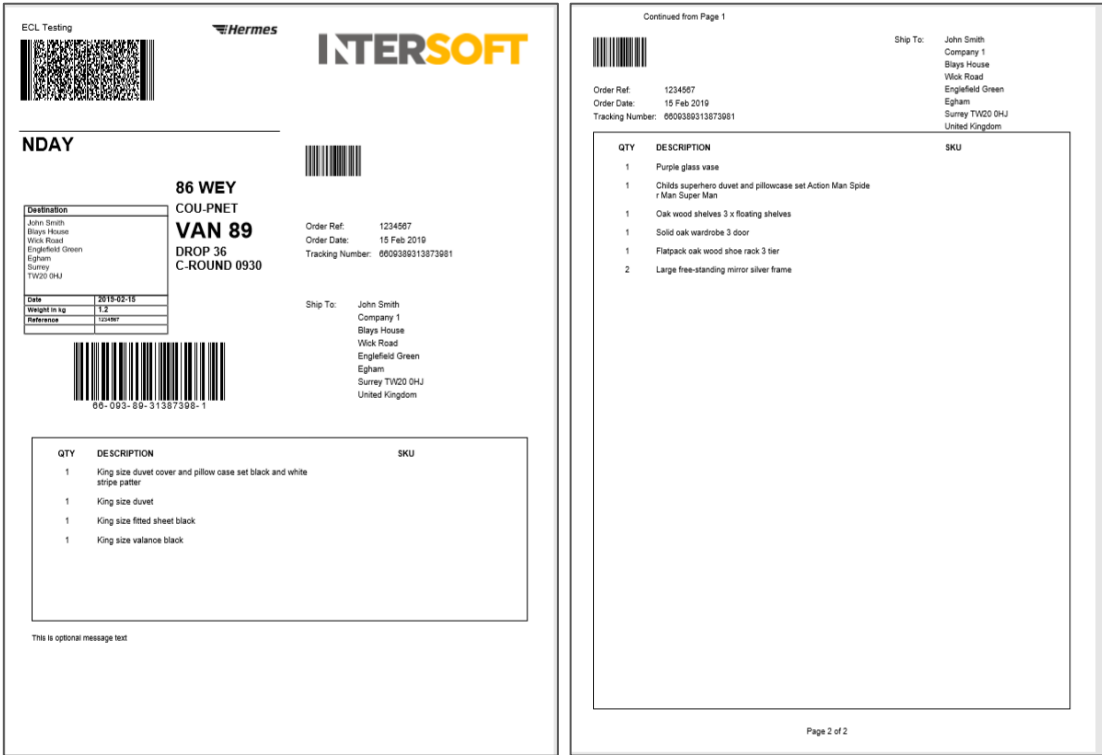 ECL Testing
Hermes
INTERSOFT
NDAY
86 WEY
COU-PNET
VAN 89
DROP 36
C-ROUND 0930
Destination
John Smith
Blays House
Wick Road
Englefield Green
Egham
Surrey
TW20 0HJ
Date 2019-02-15
Weight in kg 1.2
Reference 1234567
66-093-89-31387398-1
Order Ref: 1234567
Order Date: 15 Feb 2019
Tracking Number: 6609389313873981
Ship To: John Smith
Company 1
Blays House
Wick Road
Englefield Green
Egham
Surrey TW20 0HJ
United Kingdom
QTY DESCRIPTION SKU
1 King size duvet cover and pillow case set black and white
stripe patter
1 King size duvet
1 King size fitted sheet black
1 King size valance black
This is optional message text
Continued from Page 1
Order Ref: 1234567
Order Date: 15 Feb 2019
Tracking Number: 6609389313873981
Ship To: John Smith
Company 1
Blays House
Wick Road
Englefield Green
Egham
Surrey TW20 0HJ
United Kingdom
QTY DESCRIPTION SKU
1 Purple glass vase
1 Childs superhero duvet and pillowcase set Action Man Spide
r Man Super Man
1 Oak wood shelves 3 x floating shelves
1 Solid oak wardrobe 3 door
1 Flatpack oak wood shoe rack 3 tier
2 Large free-standing mirror silver frame
Page 2 of 2